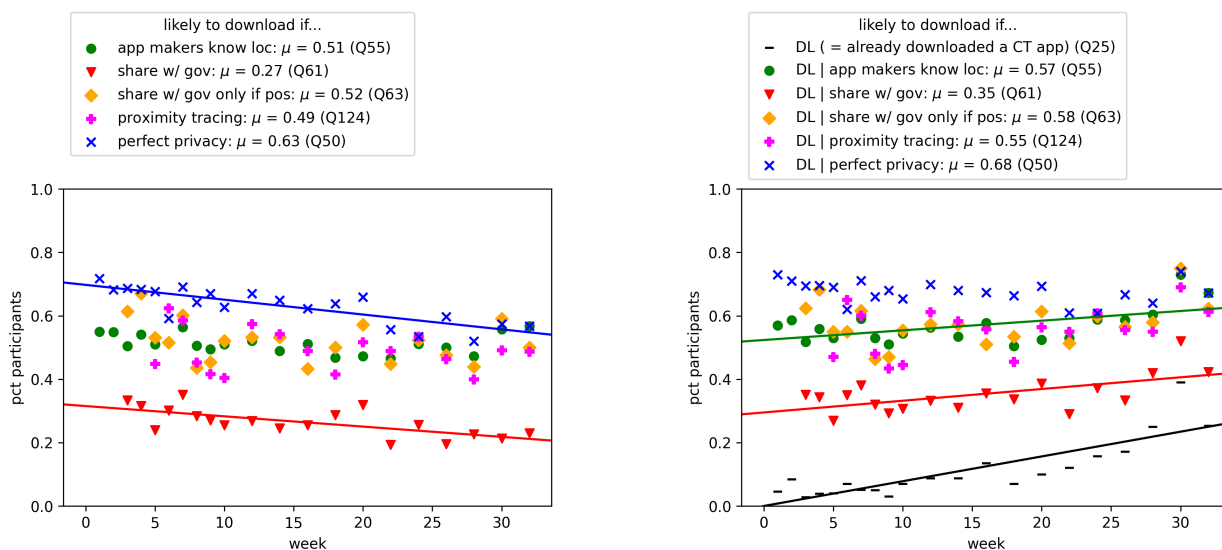 likely to download if...
app makers know loc: μ = 0.51 (Q55)
share w/ gov: μ = 0.27 (Q61)
share w/ gov only if pos: μ = 0.52 (Q63)
proximity tracing: μ = 0.49 (Q124)
perfect privacy: μ = 0.63 (Q50)
1.0
0.8
0.6
0.4
0.2
0.0
pct participants
0 5 10 15 20 25 30
week
likely to download if...
DL ( = already downloaded a CT app) (Q25)
DL | app makers know loc: μ = 0.57 (Q55)
DL | share w/ gov: μ = 0.35 (Q61)
DL | share w/ gov only if pos: μ = 0.58 (Q63)
DL | proximity tracing: μ = 0.55 (Q124)
DL | perfect privacy: μ = 0.68 (Q50)
1.0
0.8
0.6
0.4
0.2
0.0
pct participants
0 5 10 15 20 25 30
week